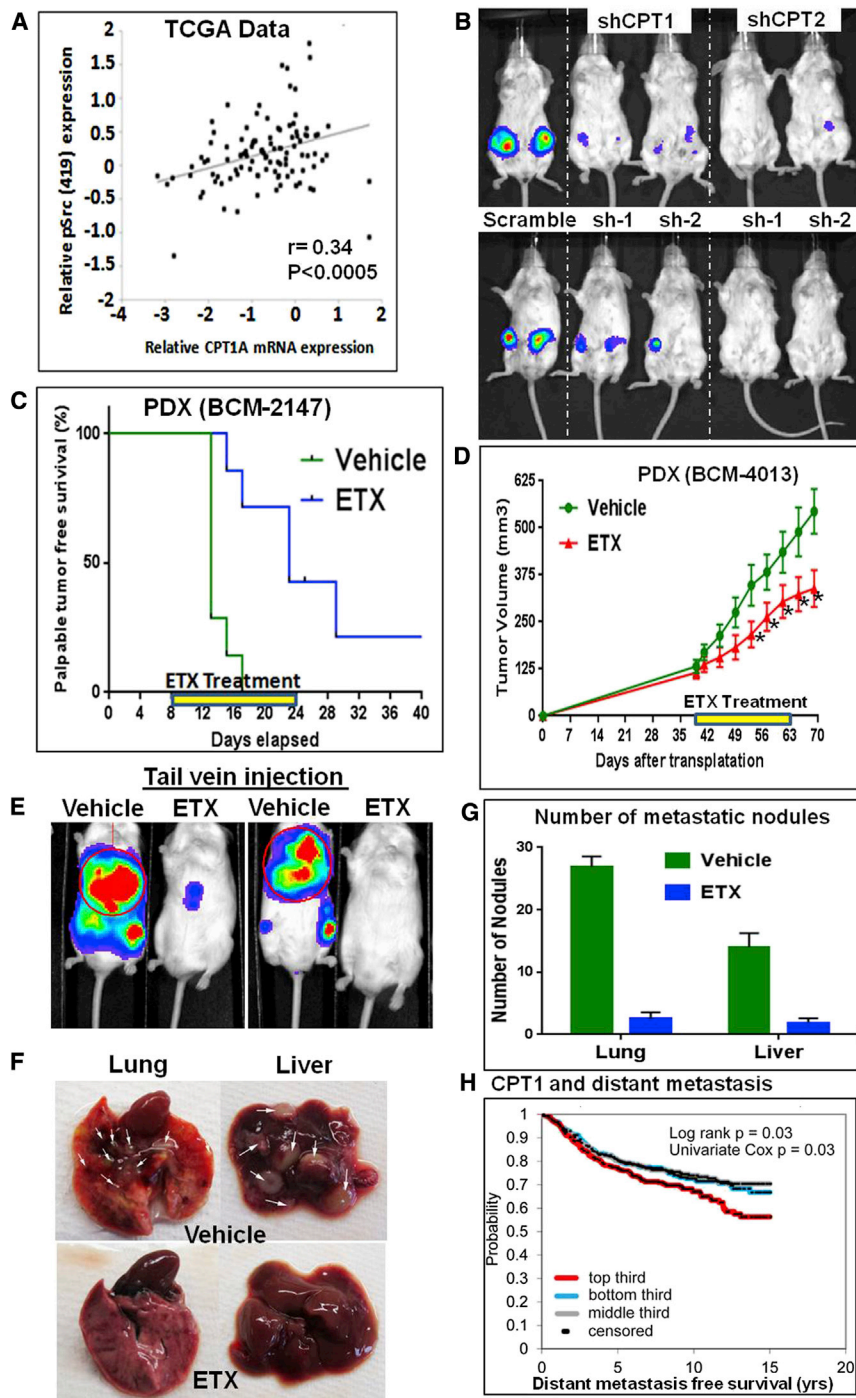 A
TCGA Data
Relative pSrc (419) expression
2
1.5
1
0.5
0
-0.5
-1
-1.5
-2
r= 0.34
P<0.0005
-4 -3 -2 -1 0 1 2
Relative CPT1A mRNA expression
B
shCPT1 shCPT2
Scramble sh-1 sh-2 sh-1 sh-2
C
PDX (BCM-2147)
Palpable tumor free surival (%)
100
50
0
Vehicle
ETX
ETX Treatment
0 4 8 12 16 20 24 28 32 36 40
Days elapsed
D
PDX (BCM-4013)
Tumor Volume (mm3)
625
500
375
250
125
0
Vehicle
ETX
* * * * *
ETX Treatment
0 7 14 21 28 35 42 49 56 63 70
Days after transplatation
Tail vein injection
E
Vehicle ETX Vehicle ETX
F
Lung Liver
Vehicle
ETX
G
Number of metastatic nodules
Number of Nodules
30
20
10
0
Vehicle
ETX
Lung Liver
H
CPT1 and distant metastasis
Probability
1
0.9
0.8
0.7
0.6
0.5
0.4
0.3
0.2
0.1
0
Log rank p = 0.03
Univariate Cox p = 0.03
top third
bottom third
middle third
censored
0 5 10 15 20
Distant metastasis free survival (yrs)